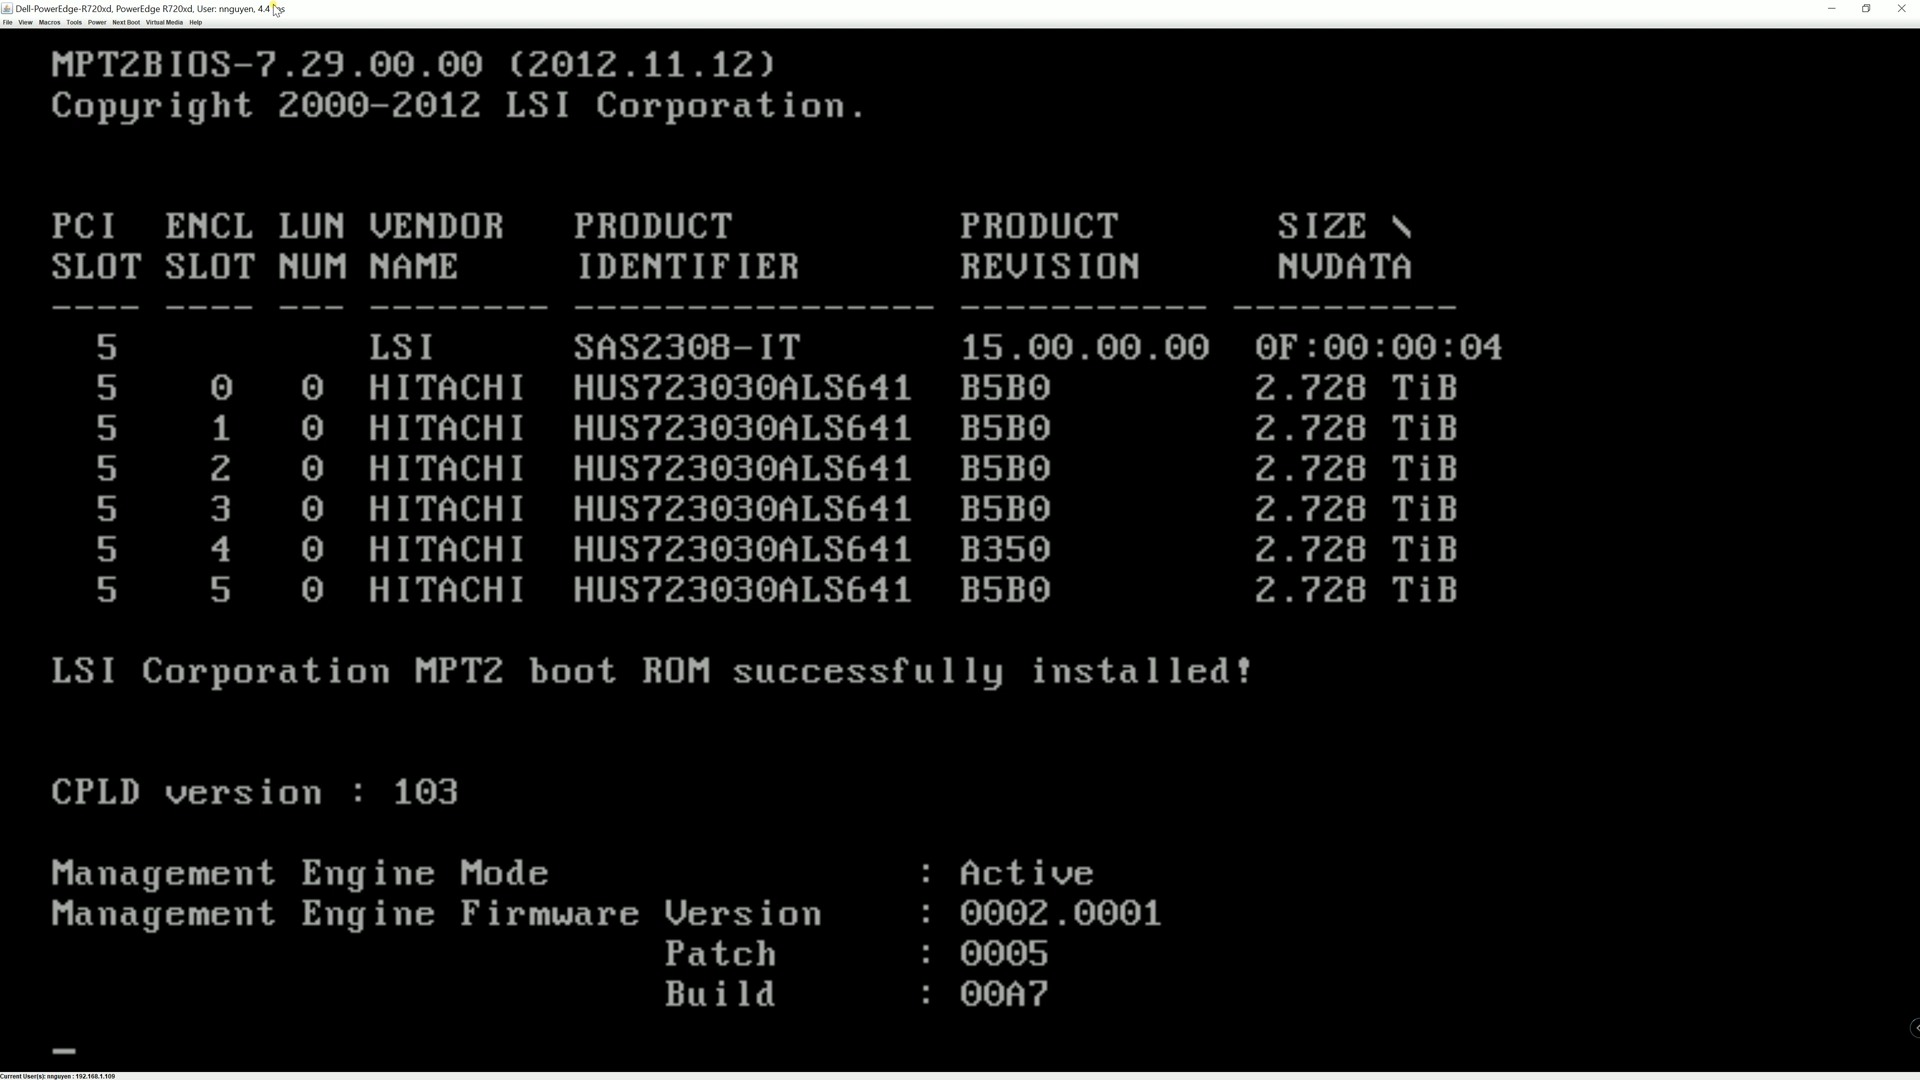 Dell-PowerEdge-R720xd, PowerEdge R720xd, User: nnguyen, 4.4
File View Macros Tools Power Next Boot Virtual Media Help
MPT2BIOS-7.29.00.00 (2012.11.12)
Copyright 2000-2012 LSI Corporation.
PCI ENCL LUN VENDOR PRODUCT PRODUCT SIZE \
SLOT SLOT NUM NAME IDENTIFIER REVISION NVDATA
---- ---- --- -------- ---------------- ----------- ----------
5 LSI SAS2308-IT 15.00.00.00 0F:00:00:04
5 0 0 HITACHI HUS723030ALS641 B5B0 2.728 TiB
5 1 0 HITACHI HUS723030ALS641 B5B0 2.728 TiB
5 2 0 HITACHI HUS723030ALS641 B5B0 2.728 TiB
5 3 0 HITACHI HUS723030ALS641 B5B0 2.728 TiB
5 4 0 HITACHI HUS723030ALS641 B350 2.728 TiB
5 5 0 HITACHI HUS723030ALS641 B5B0 2.728 TiB
LSI Corporation MPT2 boot ROM successfully installed!
CPLD version : 103
Management Engine Mode : Active
Management Engine Firmware Version : 0002.0001
Patch : 0005
Build : 00A7
_
Current User(s): nnguyen : 192.168.1.109